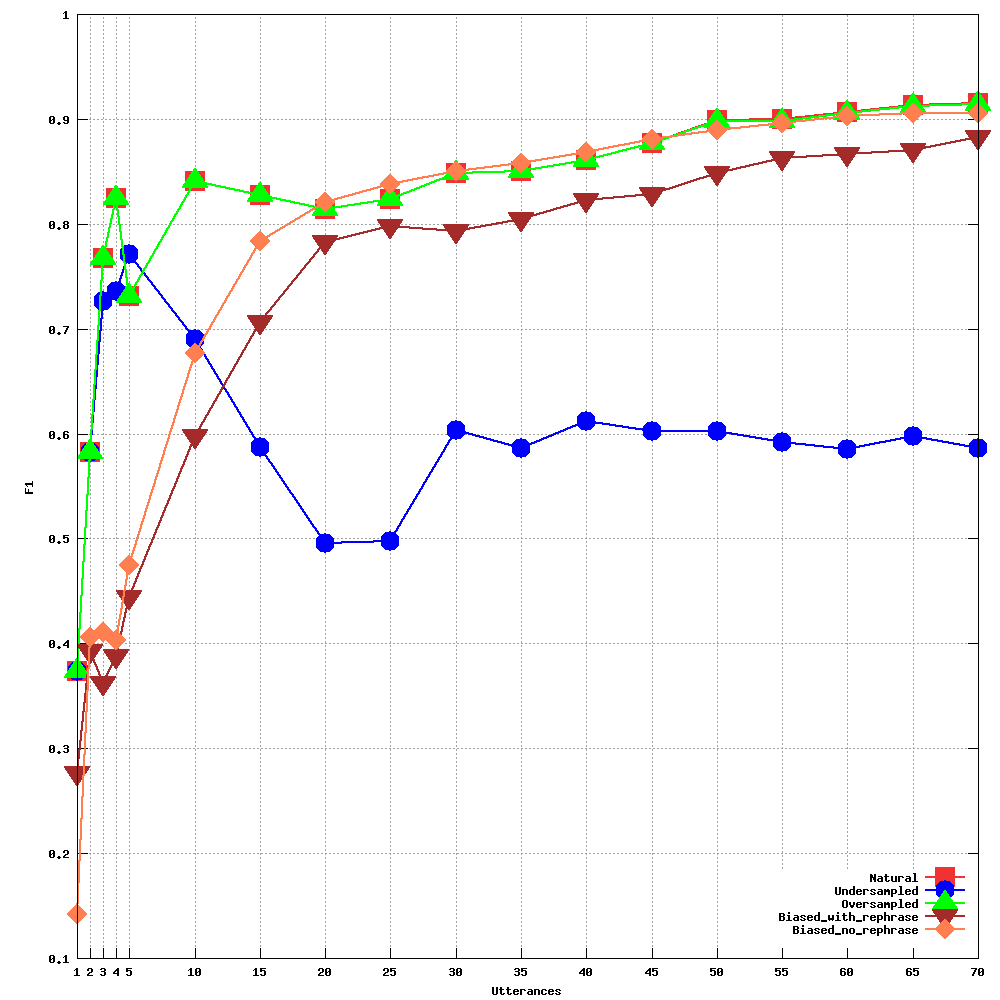 1
0.9
0.8
0.7
0.6
0.5
0.4
0.3
0.2
0.1
F1
Natural
Undersampled
Oversampled
Biased_with_rephrase
Biased_no_rephrase
1 2 3 4 5 10 15 20 25 30 35 40 45 50 55 60 65 70
Utterances